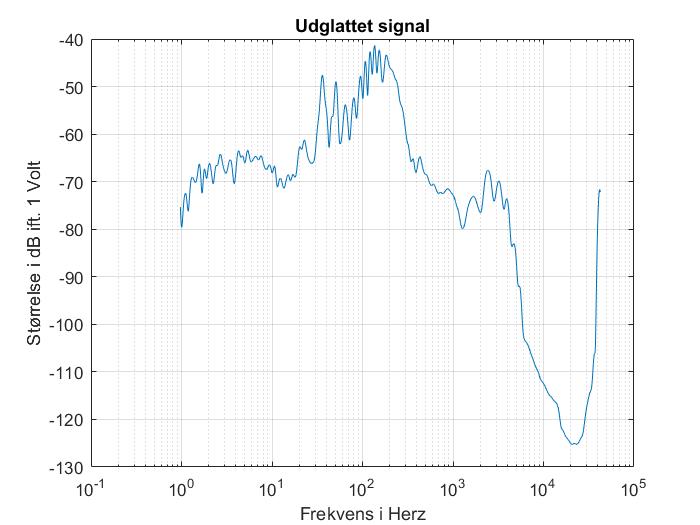 Udglattet signal
-40
-50
-60
-70
-80
-90
-100
-110
-120
-130
Størrelse i dB ift. 1 Volt
10^-1 10^0 10^1 10^2 10^3 10^4 10^5
Frekvens i Herz